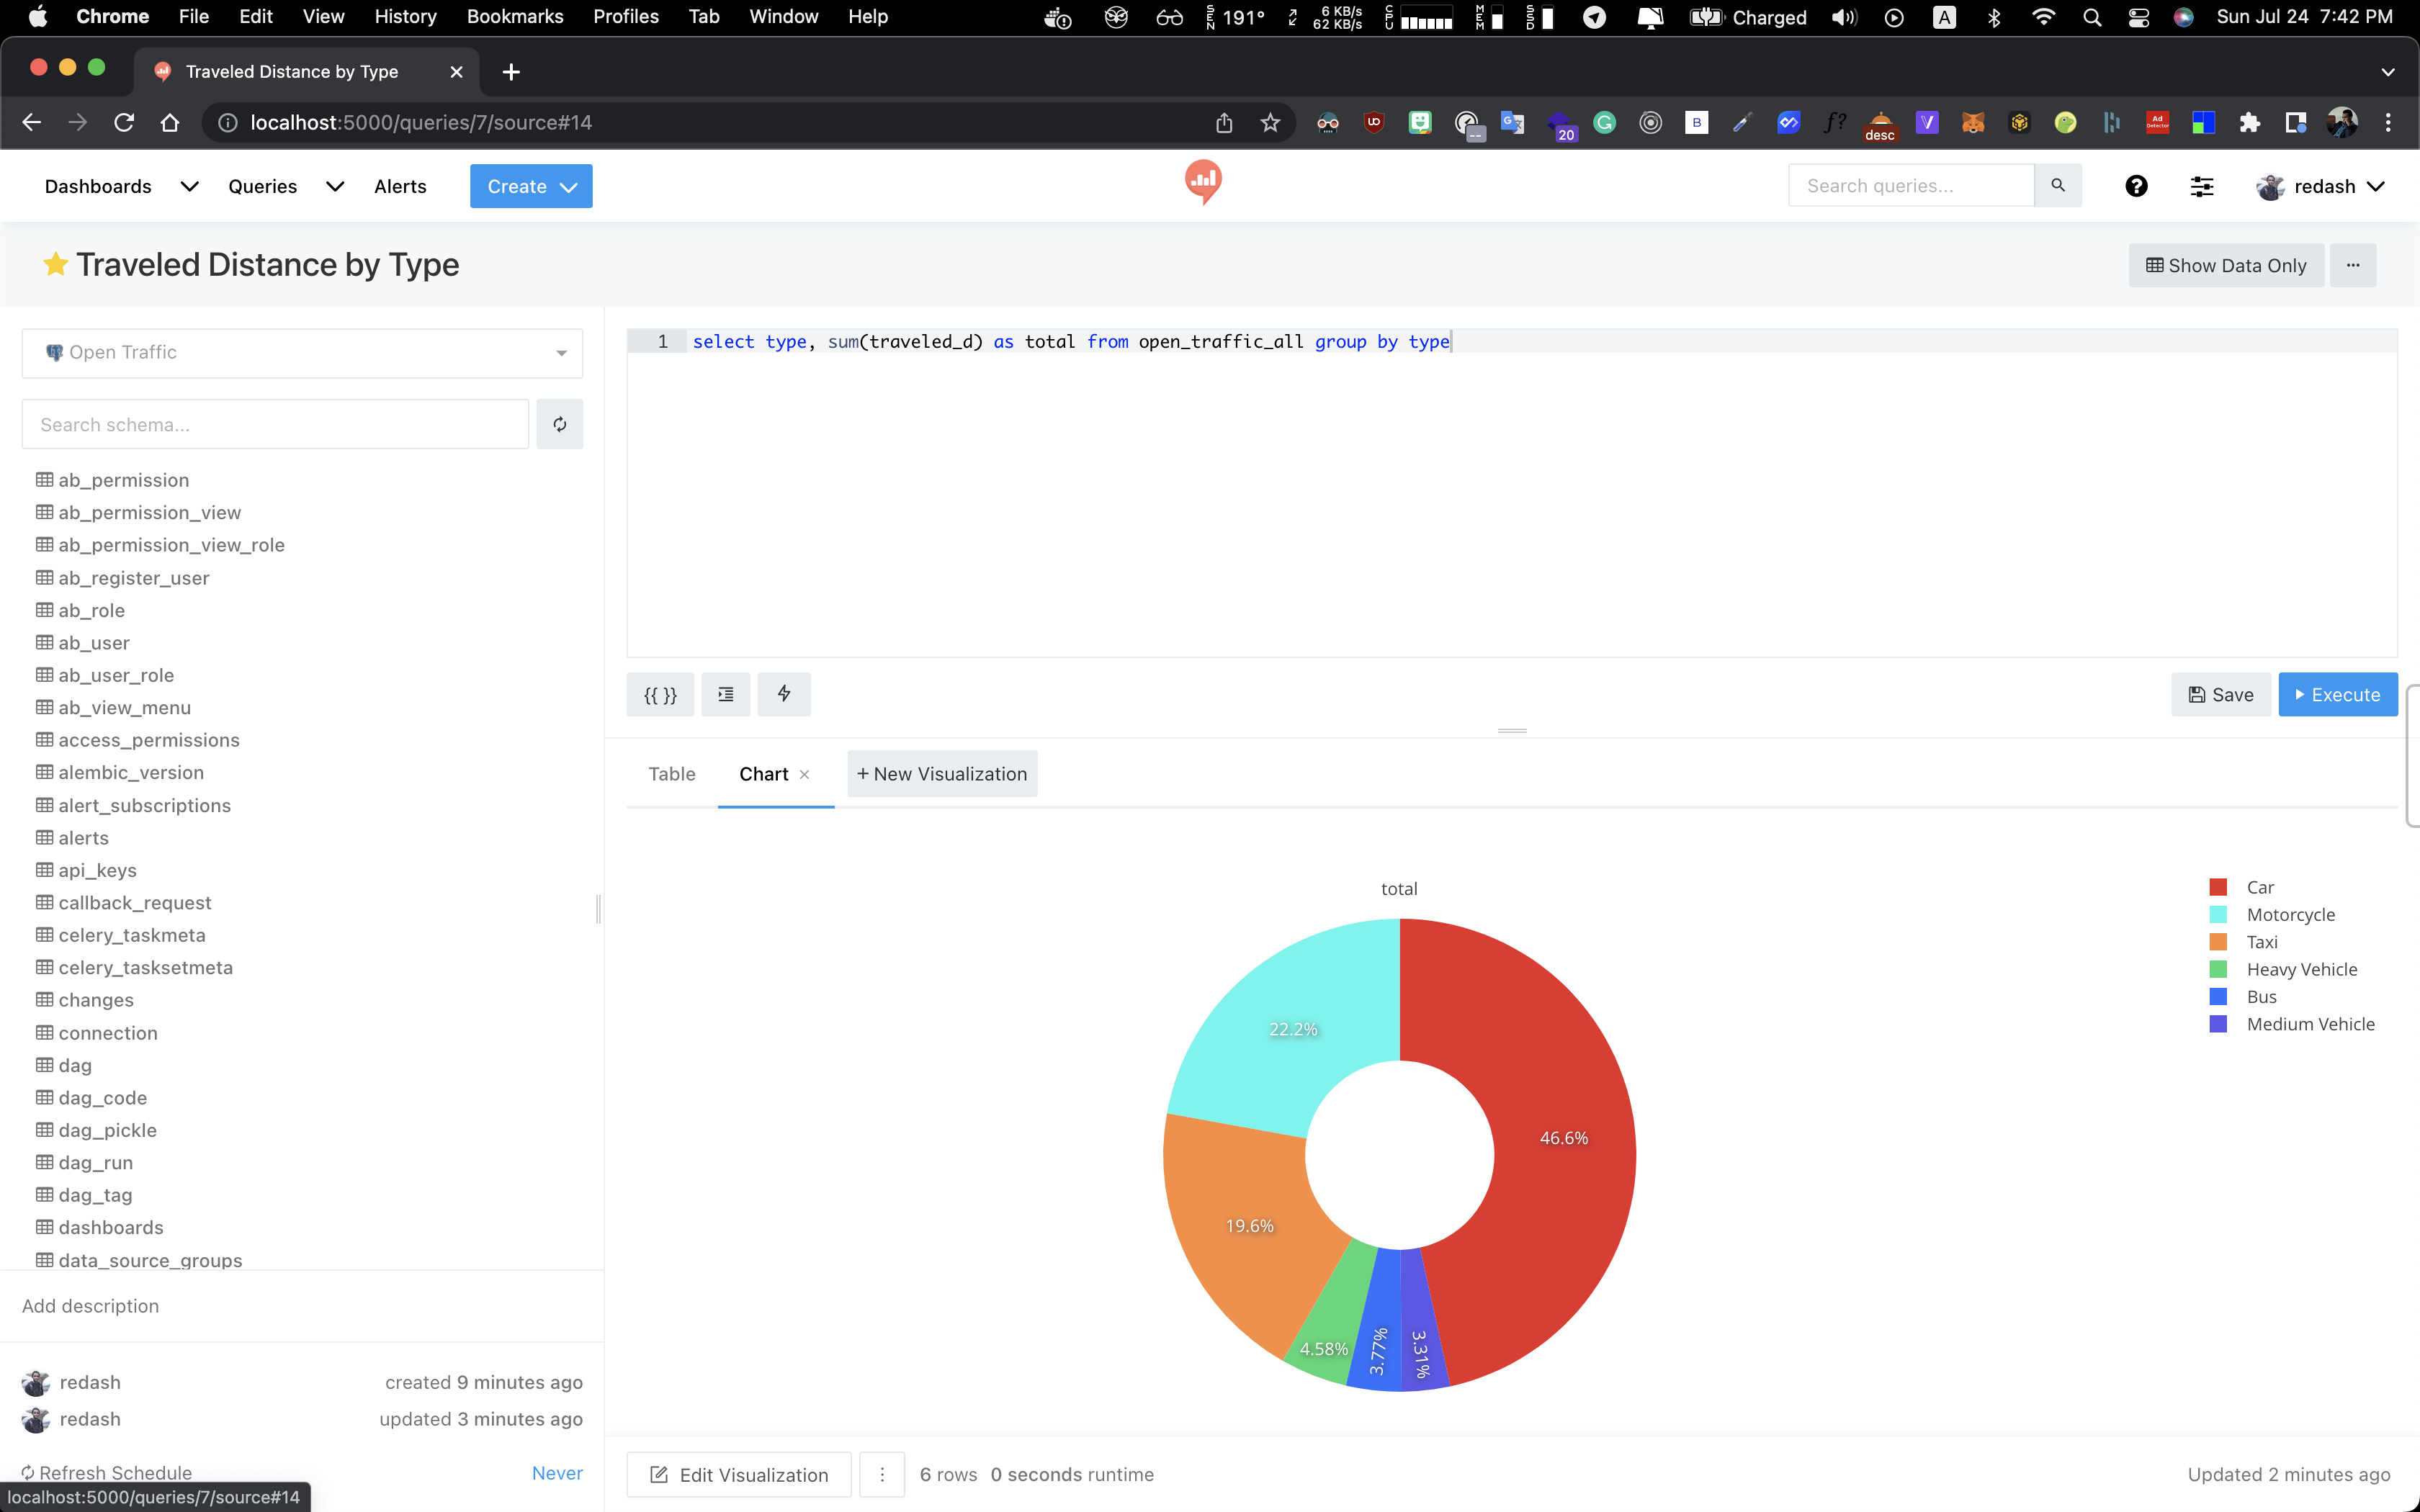 Chrome File Edit View History Bookmarks Profiles Tab Window Help SEN 191° 6 KB/s 62 KB/s CPU MEM SSD Charged A Sun Jul 24 7:42 PM
Traveled Distance by Type
localhost:5000/queries/7/source#14
UD -- G 20 G B f? desc V Ad Detector
Dashboards Queries Alerts Create Search queries... ? redash
Traveled Distance by Type Show Data Only ...
Open Traffic
Search schema...
ab_permission
ab_permission_view
ab_permission_view_role
ab_register_user
ab_role
ab_user
ab_user_role
ab_view_menu
access_permissions
alembic_version
alert_subscriptions
alerts
api_keys
callback_request
celery_taskmeta
celery_tasksetmeta
changes
connection
dag
dag_code
dag_pickle
dag_run
dag_tag
dashboards
data_source_groups
Add description
redash created 9 minutes ago
redash updated 3 minutes ago
Refresh Schedule Never
localhost:5000/queries/7/source#14
1 select type, sum(traveled_d) as total from open_traffic_all group by type
{{ }} Save Execute
Table Chart × + New Visualization
total
22.2%
46.6%
19.6%
4.58%
3.77%
3.31%
Car
Motorcycle
Taxi
Heavy Vehicle
Bus
Medium Vehicle
Edit Visualization 6 rows 0 seconds runtime Updated 2 minutes ago